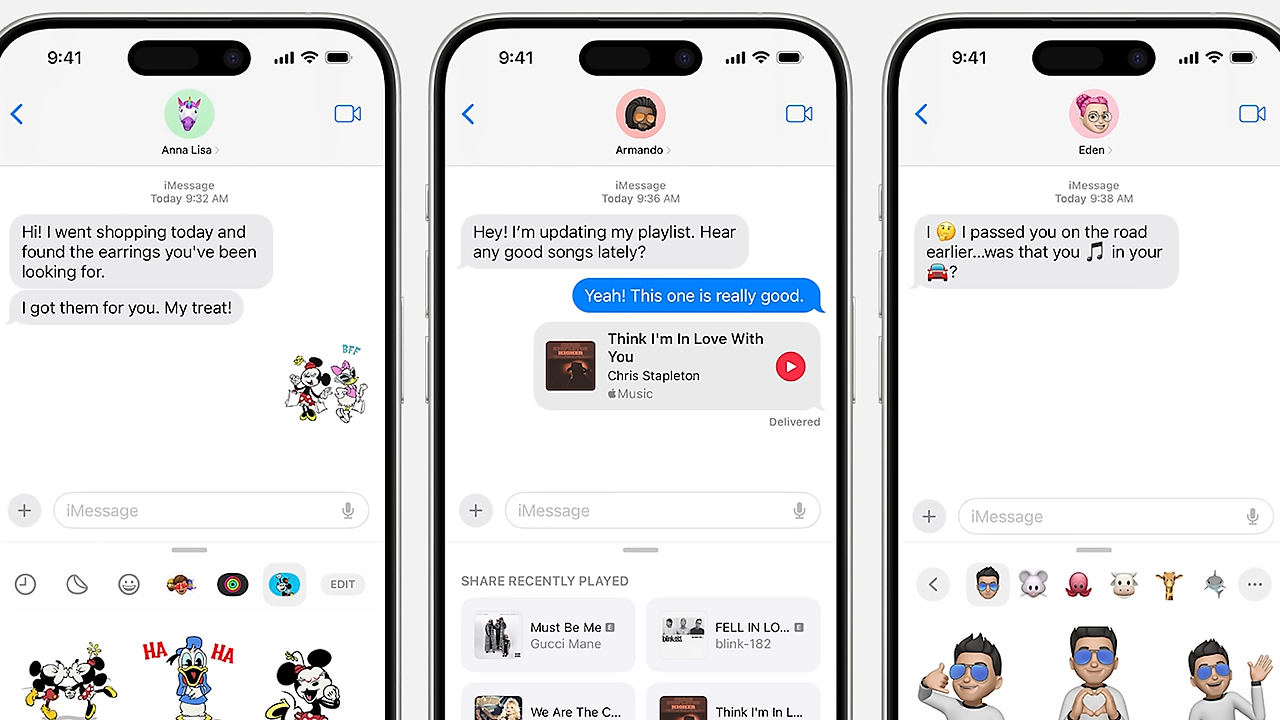 9:41
Anna Lisa
iMessage
Today 9:32 AM
Hi! I went shopping today and
found the earrings you've been
looking for.
I got them for you. My treat!
BFF
iMessage
EDIT
HA
HA
9:41
Armando
iMessage
Today 9:36 AM
Hey! I’m updating my playlist. Hear
any good songs lately?
Yeah! This one is really good.
CHRIS
STAPLETON
HIGHER
Think I'm In Love With
You
Chris Stapleton
Music
Delivered
iMessage
SHARE RECENTLY PLAYED
Must Be Me E
Gucci Mane
blink-182
FELL IN LO... E
blink-182
We Are The C...
Think I'm In L...
9:41
Eden
iMessage
Today 9:38 AM
I 🤔 I passed you on the road
earlier...was that you 🎵 in your
🚘?
iMessage